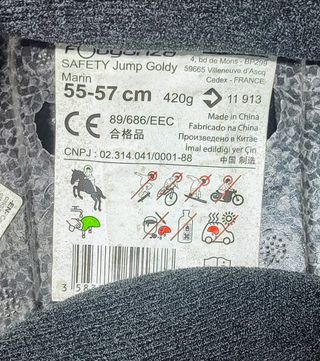 Fouganza
4, bd de Mons - BP299
SAFETY Jump Goldy
59665 Villeneuve d'Ascq
Marin
Cedex - FRANCE
55-57 cm 420g 11 913
Made in China
CE 89/686/EEC
Fabricado na China
合格品
Произведено в Китае
İmal edildiği yer Çin
CNPJ : 02.314.041/0001-88
中国 制造